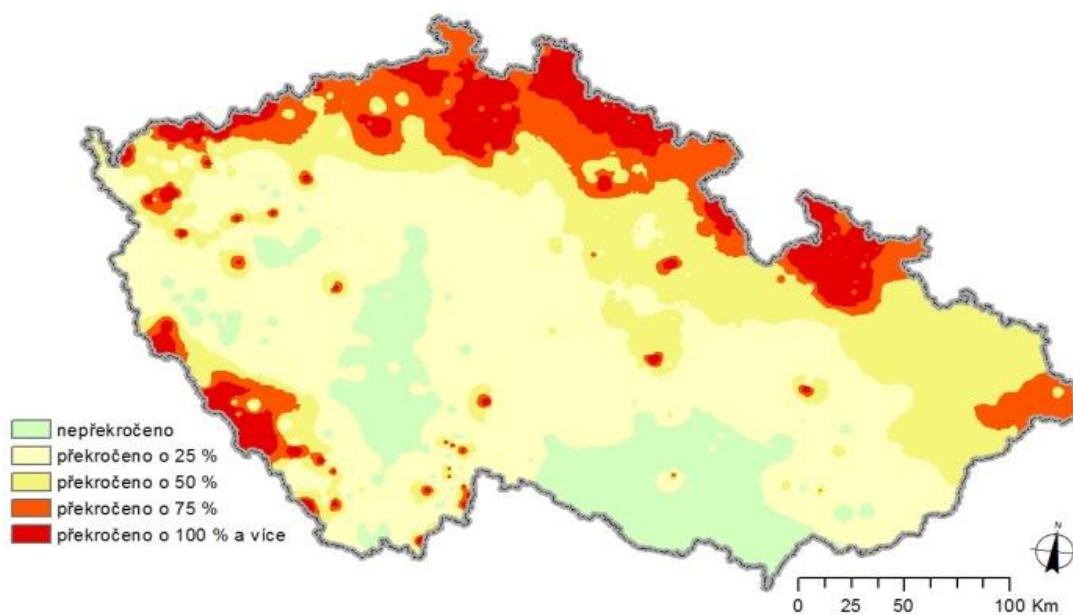 nepřekročeno
překročeno o 25 %
překročeno o 50 %
překročeno o 75 %
překročeno o 100 % a více
N
0 25 50 100 Km